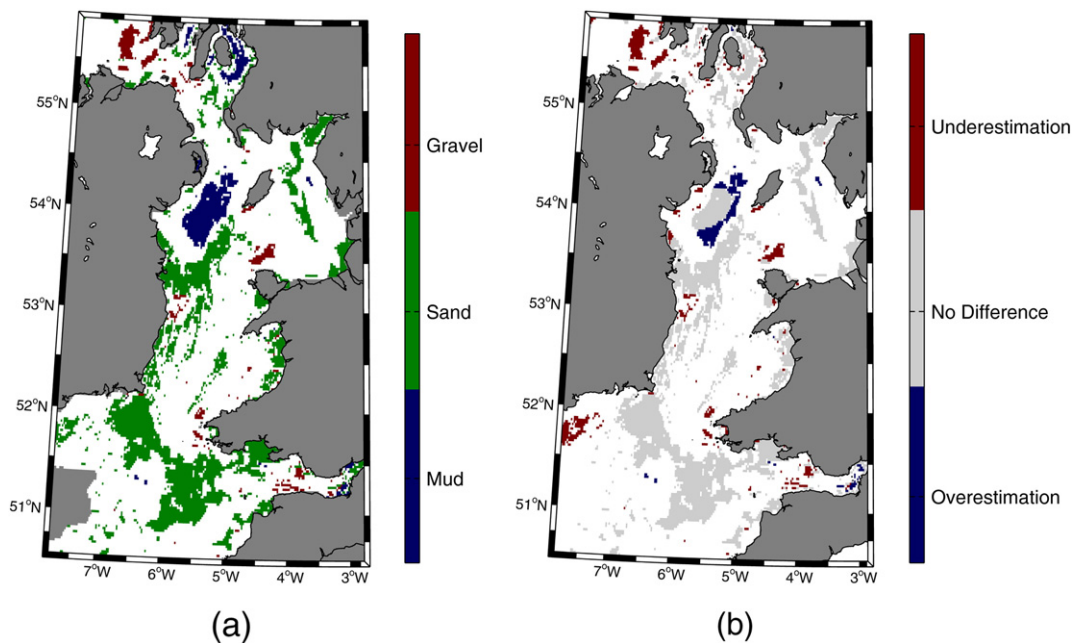 55°N
54°N
53°N
52°N
51°N
7°W 6°W 5°W 4°W 3°W
Gravel
Sand
Mud
(a)
55°N
54°N
53°N
52°N
51°N
7°W 6°W 5°W 4°W 3°W
Underestimation
No Difference
Overestimation
(b)